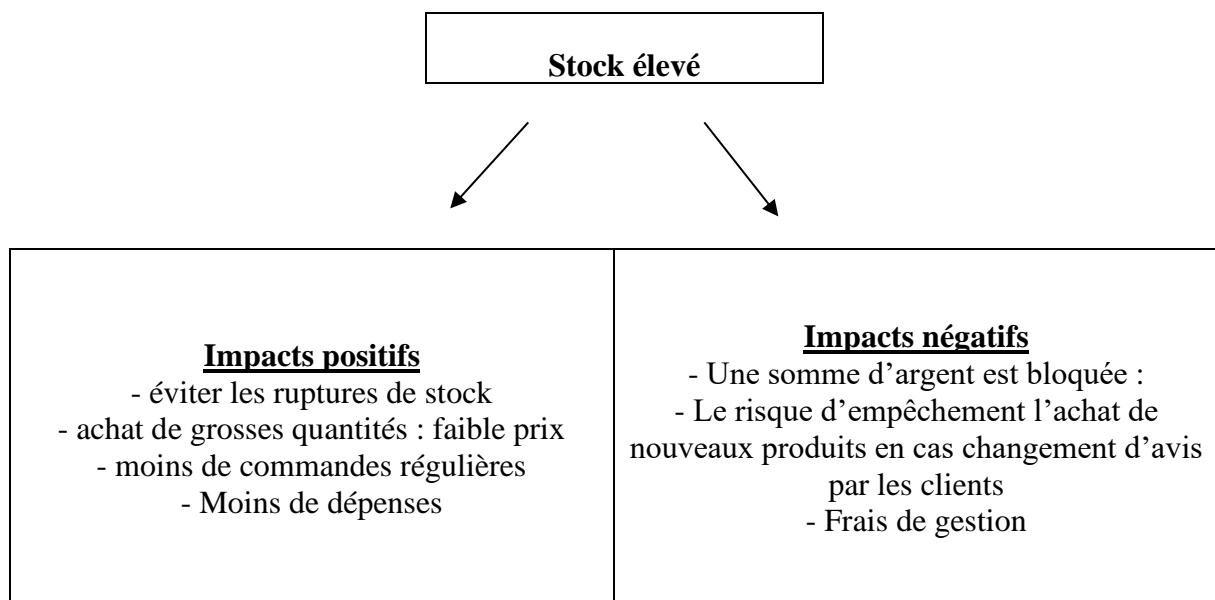 Stock élevé
Impacts positifs
- éviter les ruptures de stock
- achat de grosses quantités : faible prix
- moins de commandes régulières
- Moins de dépenses
Impacts négatifs
- Une somme d’argent est bloquée :
- Le risque d’empêchement l’achat de
nouveaux produits en cas changement d’avis
par les clients
- Frais de gestion